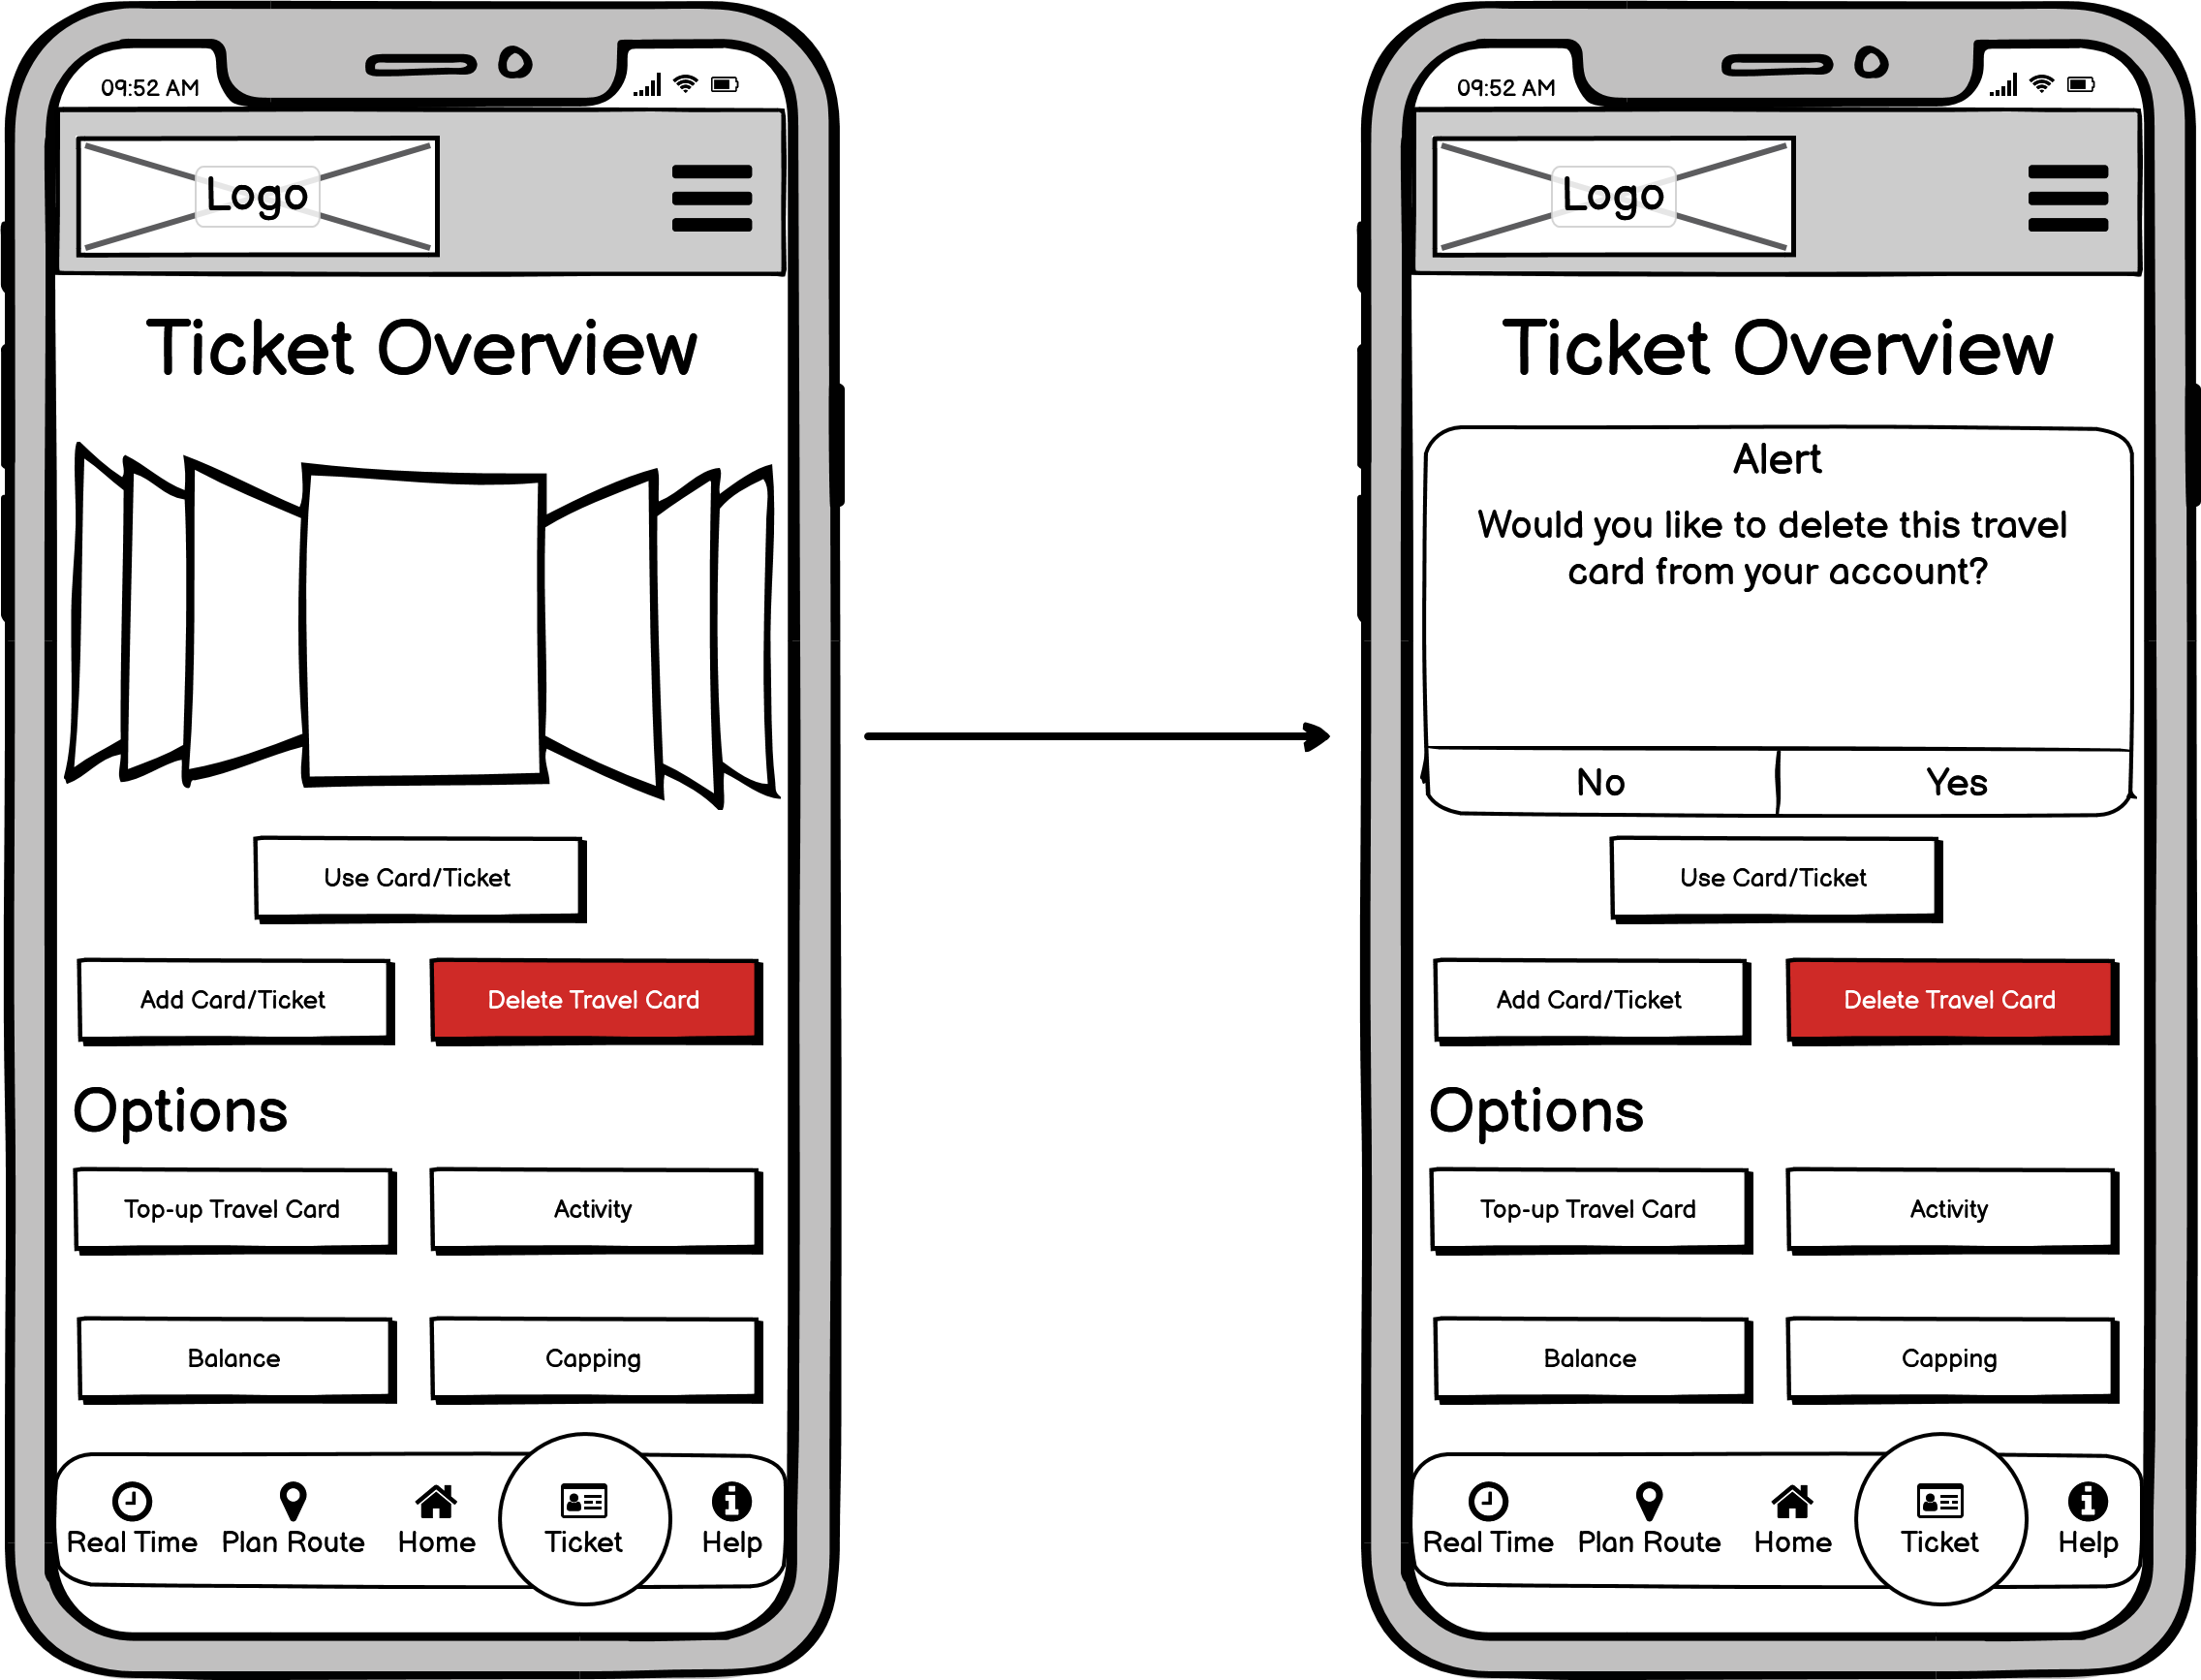 09:52 AM
Logo
Ticket Overview
Use Card/Ticket
Add Card/Ticket
Delete Travel Card
Options
Top-up Travel Card
Activity
Balance
Capping
Real Time
Plan Route
Home
Ticket
Help
09:52 AM
Logo
Ticket Overview
Alert
Would you like to delete this travel
card from your account?
No
Yes
Use Card/Ticket
Add Card/Ticket
Delete Travel Card
Options
Top-up Travel Card
Activity
Balance
Capping
Real Time
Plan Route
Home
Ticket
Help